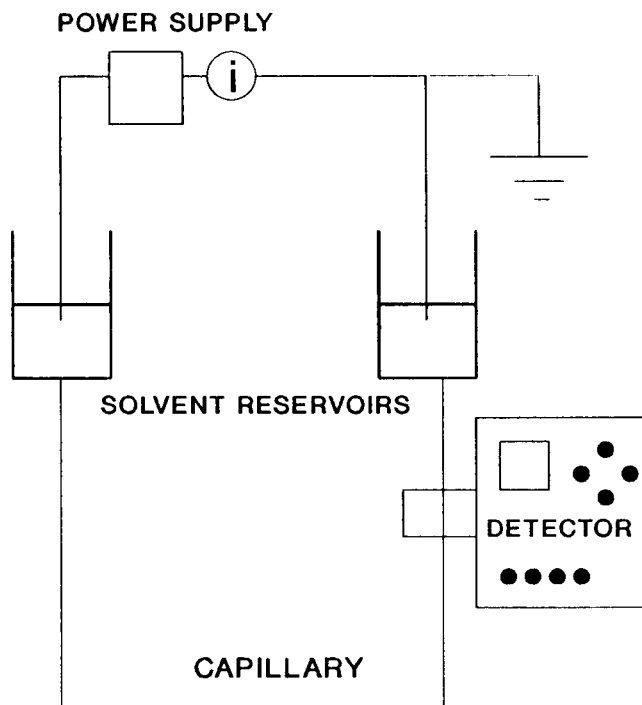 POWER SUPPLY
i
SOLVENT RESERVOIRS
DETECTOR
CAPILLARY